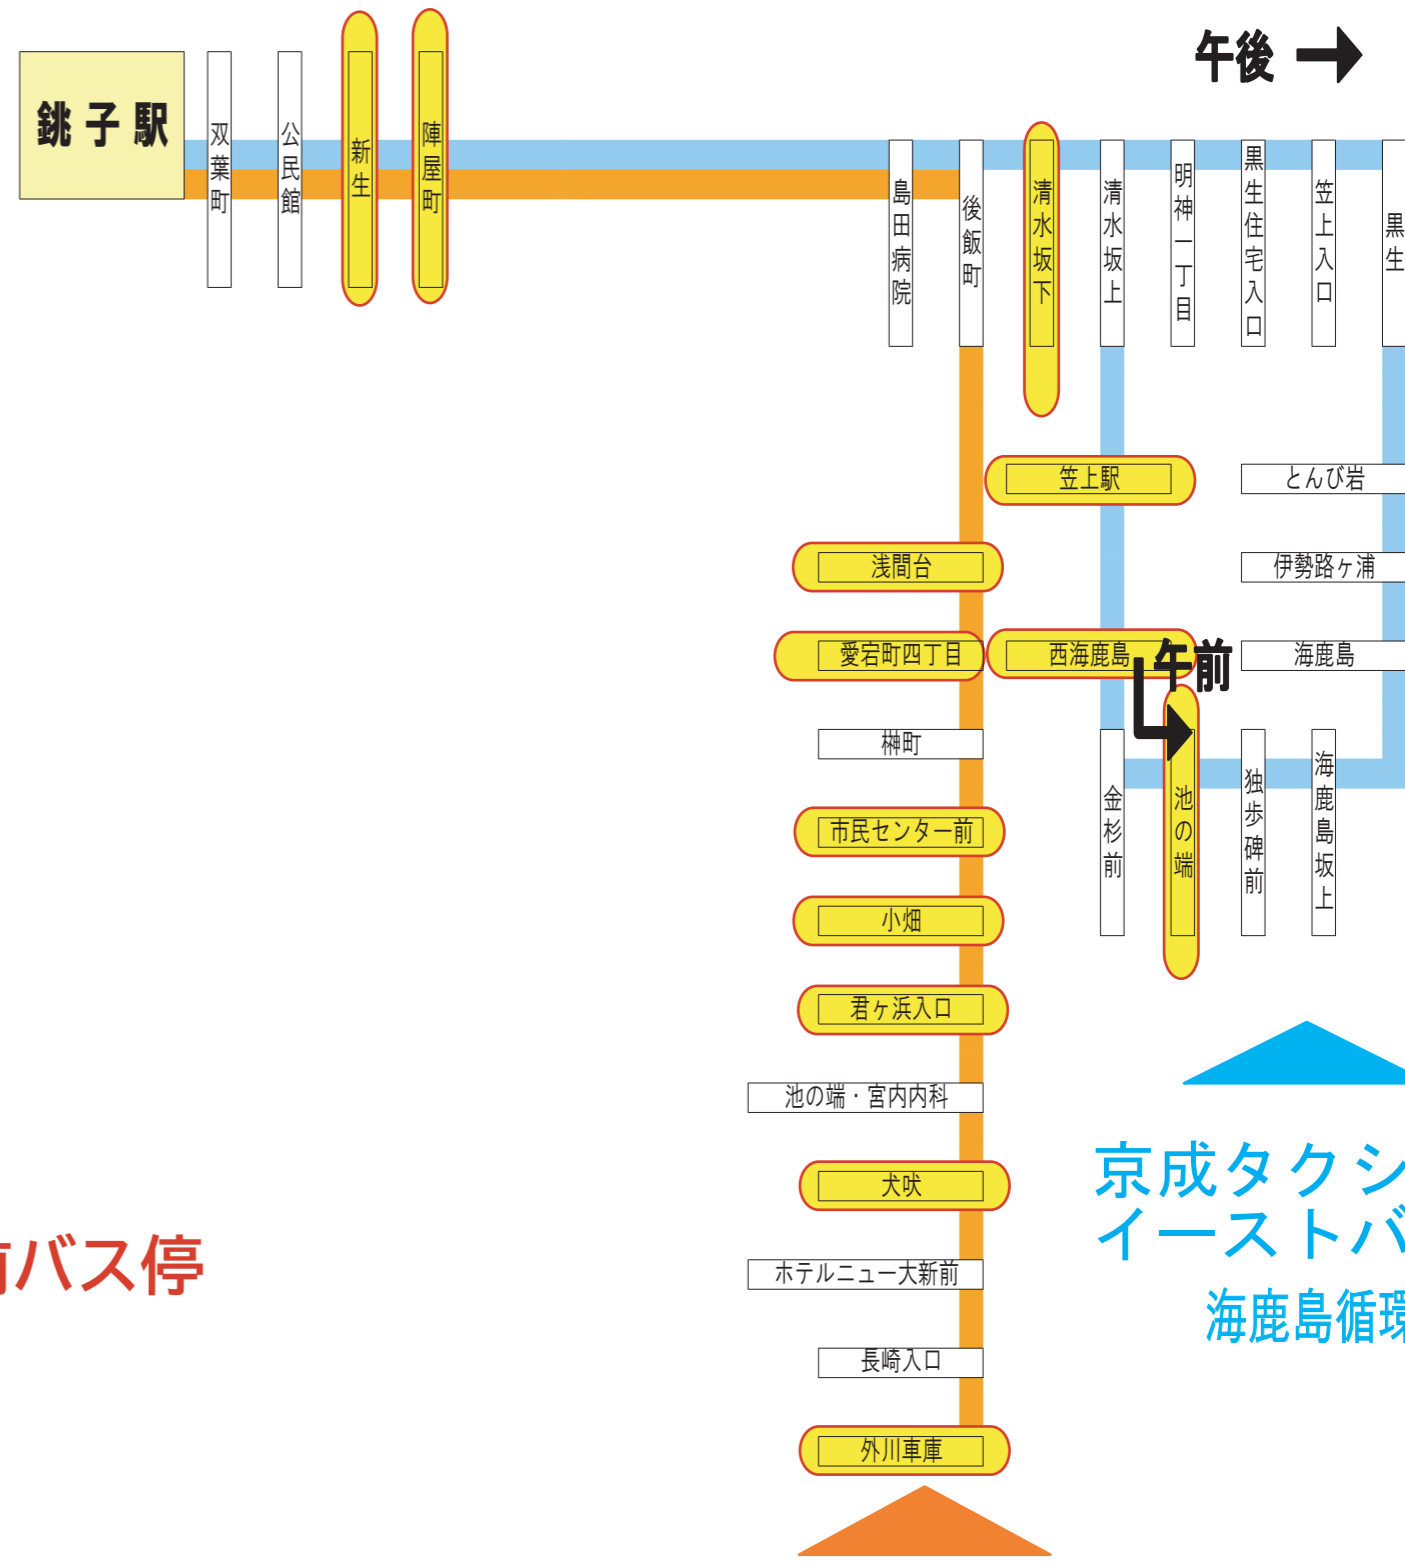 午後
銚子駅
双葉町
公民館
新生
陣屋町
島田病院
後飯町
清水坂下
清水坂上
明神一丁目
黒生住宅入口
笠上入口
黒生
笠上駅
とんび岩
浅間台
伊勢路ヶ浦
愛宕町四丁目
西海鹿島
午前
海鹿島
榊町
金杉前
池の端
独歩碑前
海鹿島坂上
市民センター前
小畑
君ヶ浜入口
池の端・宮内内科
犬吠
ホテルニュー大新前
長崎入口
外川車庫
京成タクシ
イーストバ
海鹿島循環
前バス停